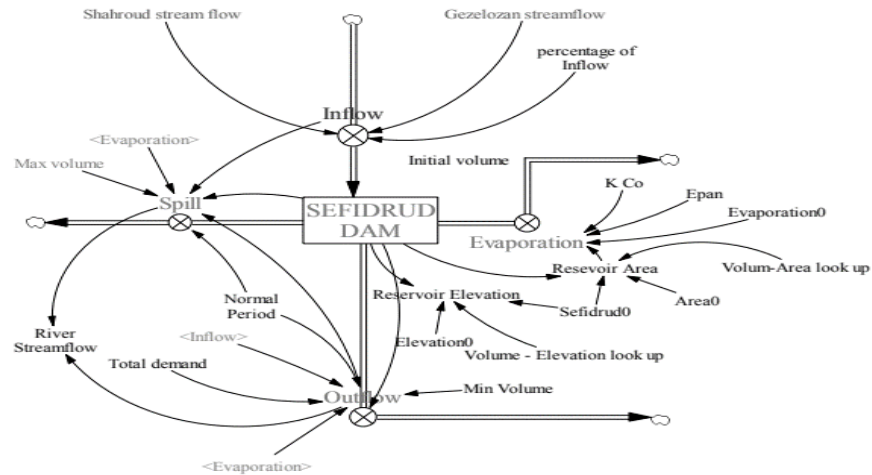 Shahroud stream flow
Gezelozan streamflow
percentage of
Inflow
Inflow
<Evaporation>
Max volume
Initial volume
K Co
Epan
Spill
SEFIDRUD
DAM
Evaporation0
Evaporation
Resevoir Area
Volum-Area look up
Normal
Period
Reservoir Elevation
Sefidrud0
Area0
River
Streamflow
<Inflow>
Elevation0
Volume - Elevation look up
Total demand
Min Volume
Outflow
<Evaporation>